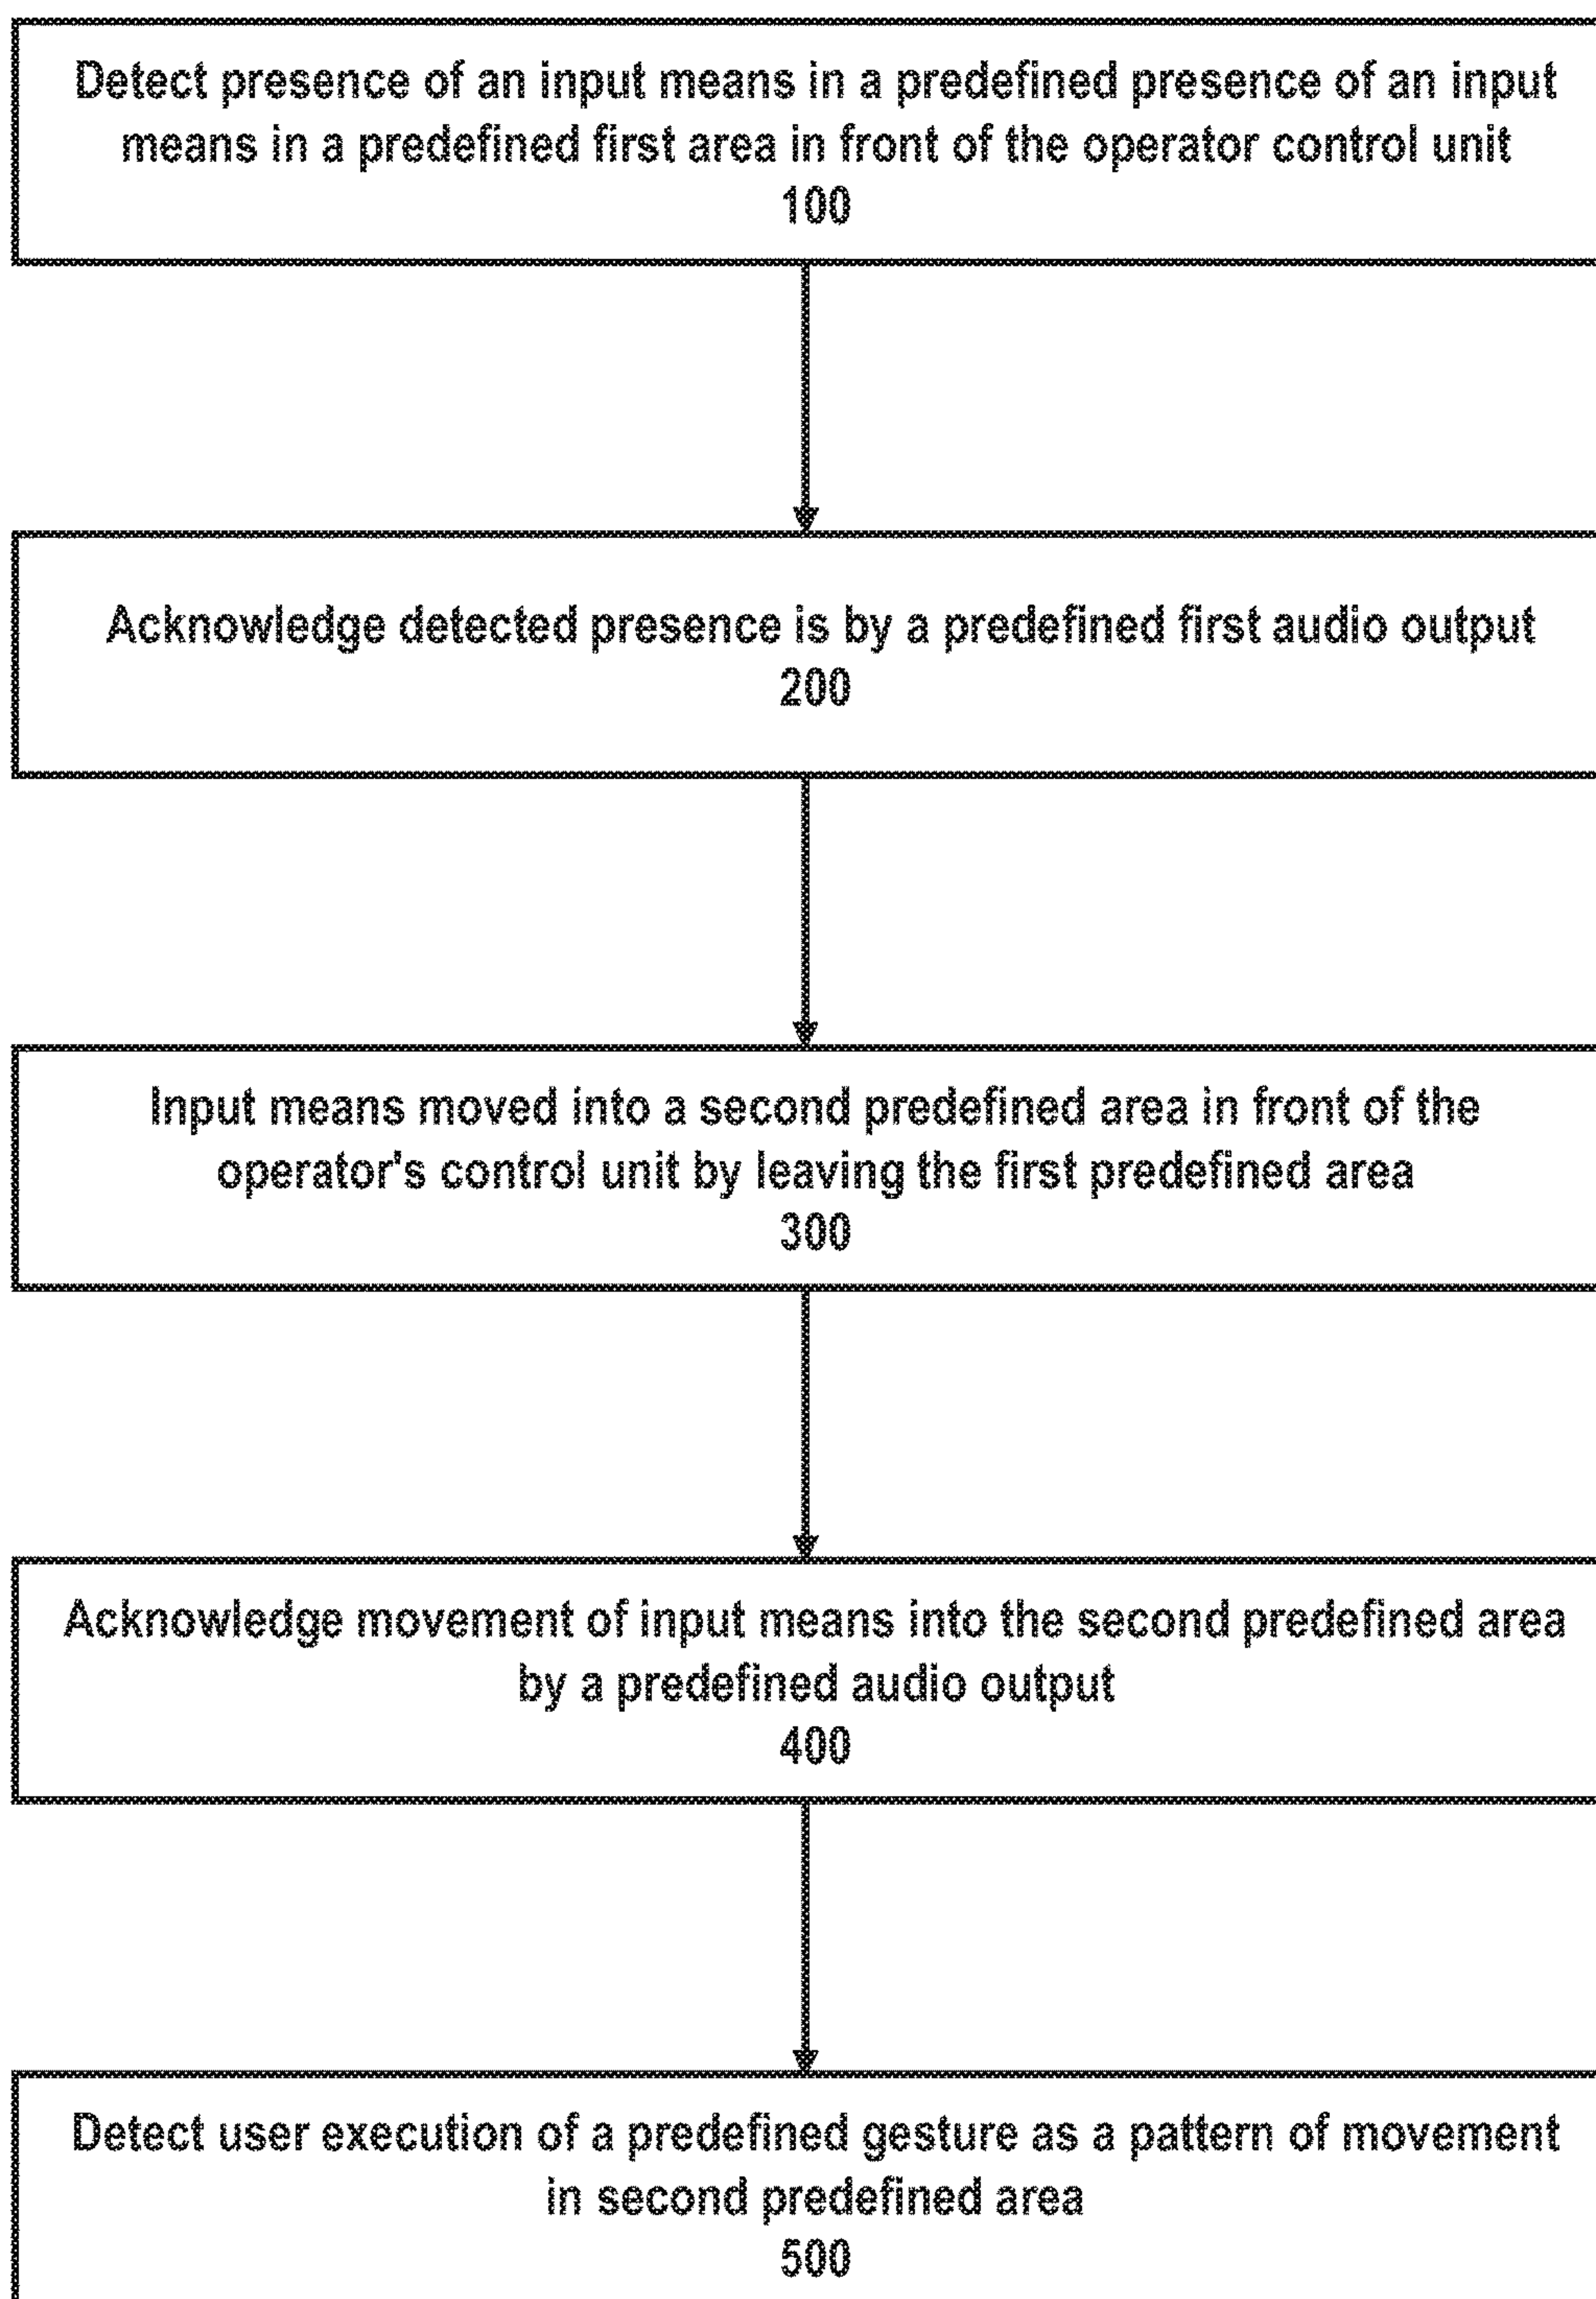 Detect presence of an input means in a predefined presence of an input
means in a predefined first area in front of the operator control unit
100
Acknowledge detected presence is by a predefined first audio output
200
Input means moved into a second predefined area in front of the
operator's control unit by leaving the first predefined area
300
Acknowledge movement of input means into the second predefined area
by a predefined audio output
400
Detect user execution of a predefined gesture as a pattern of movement
in second predefined area
500